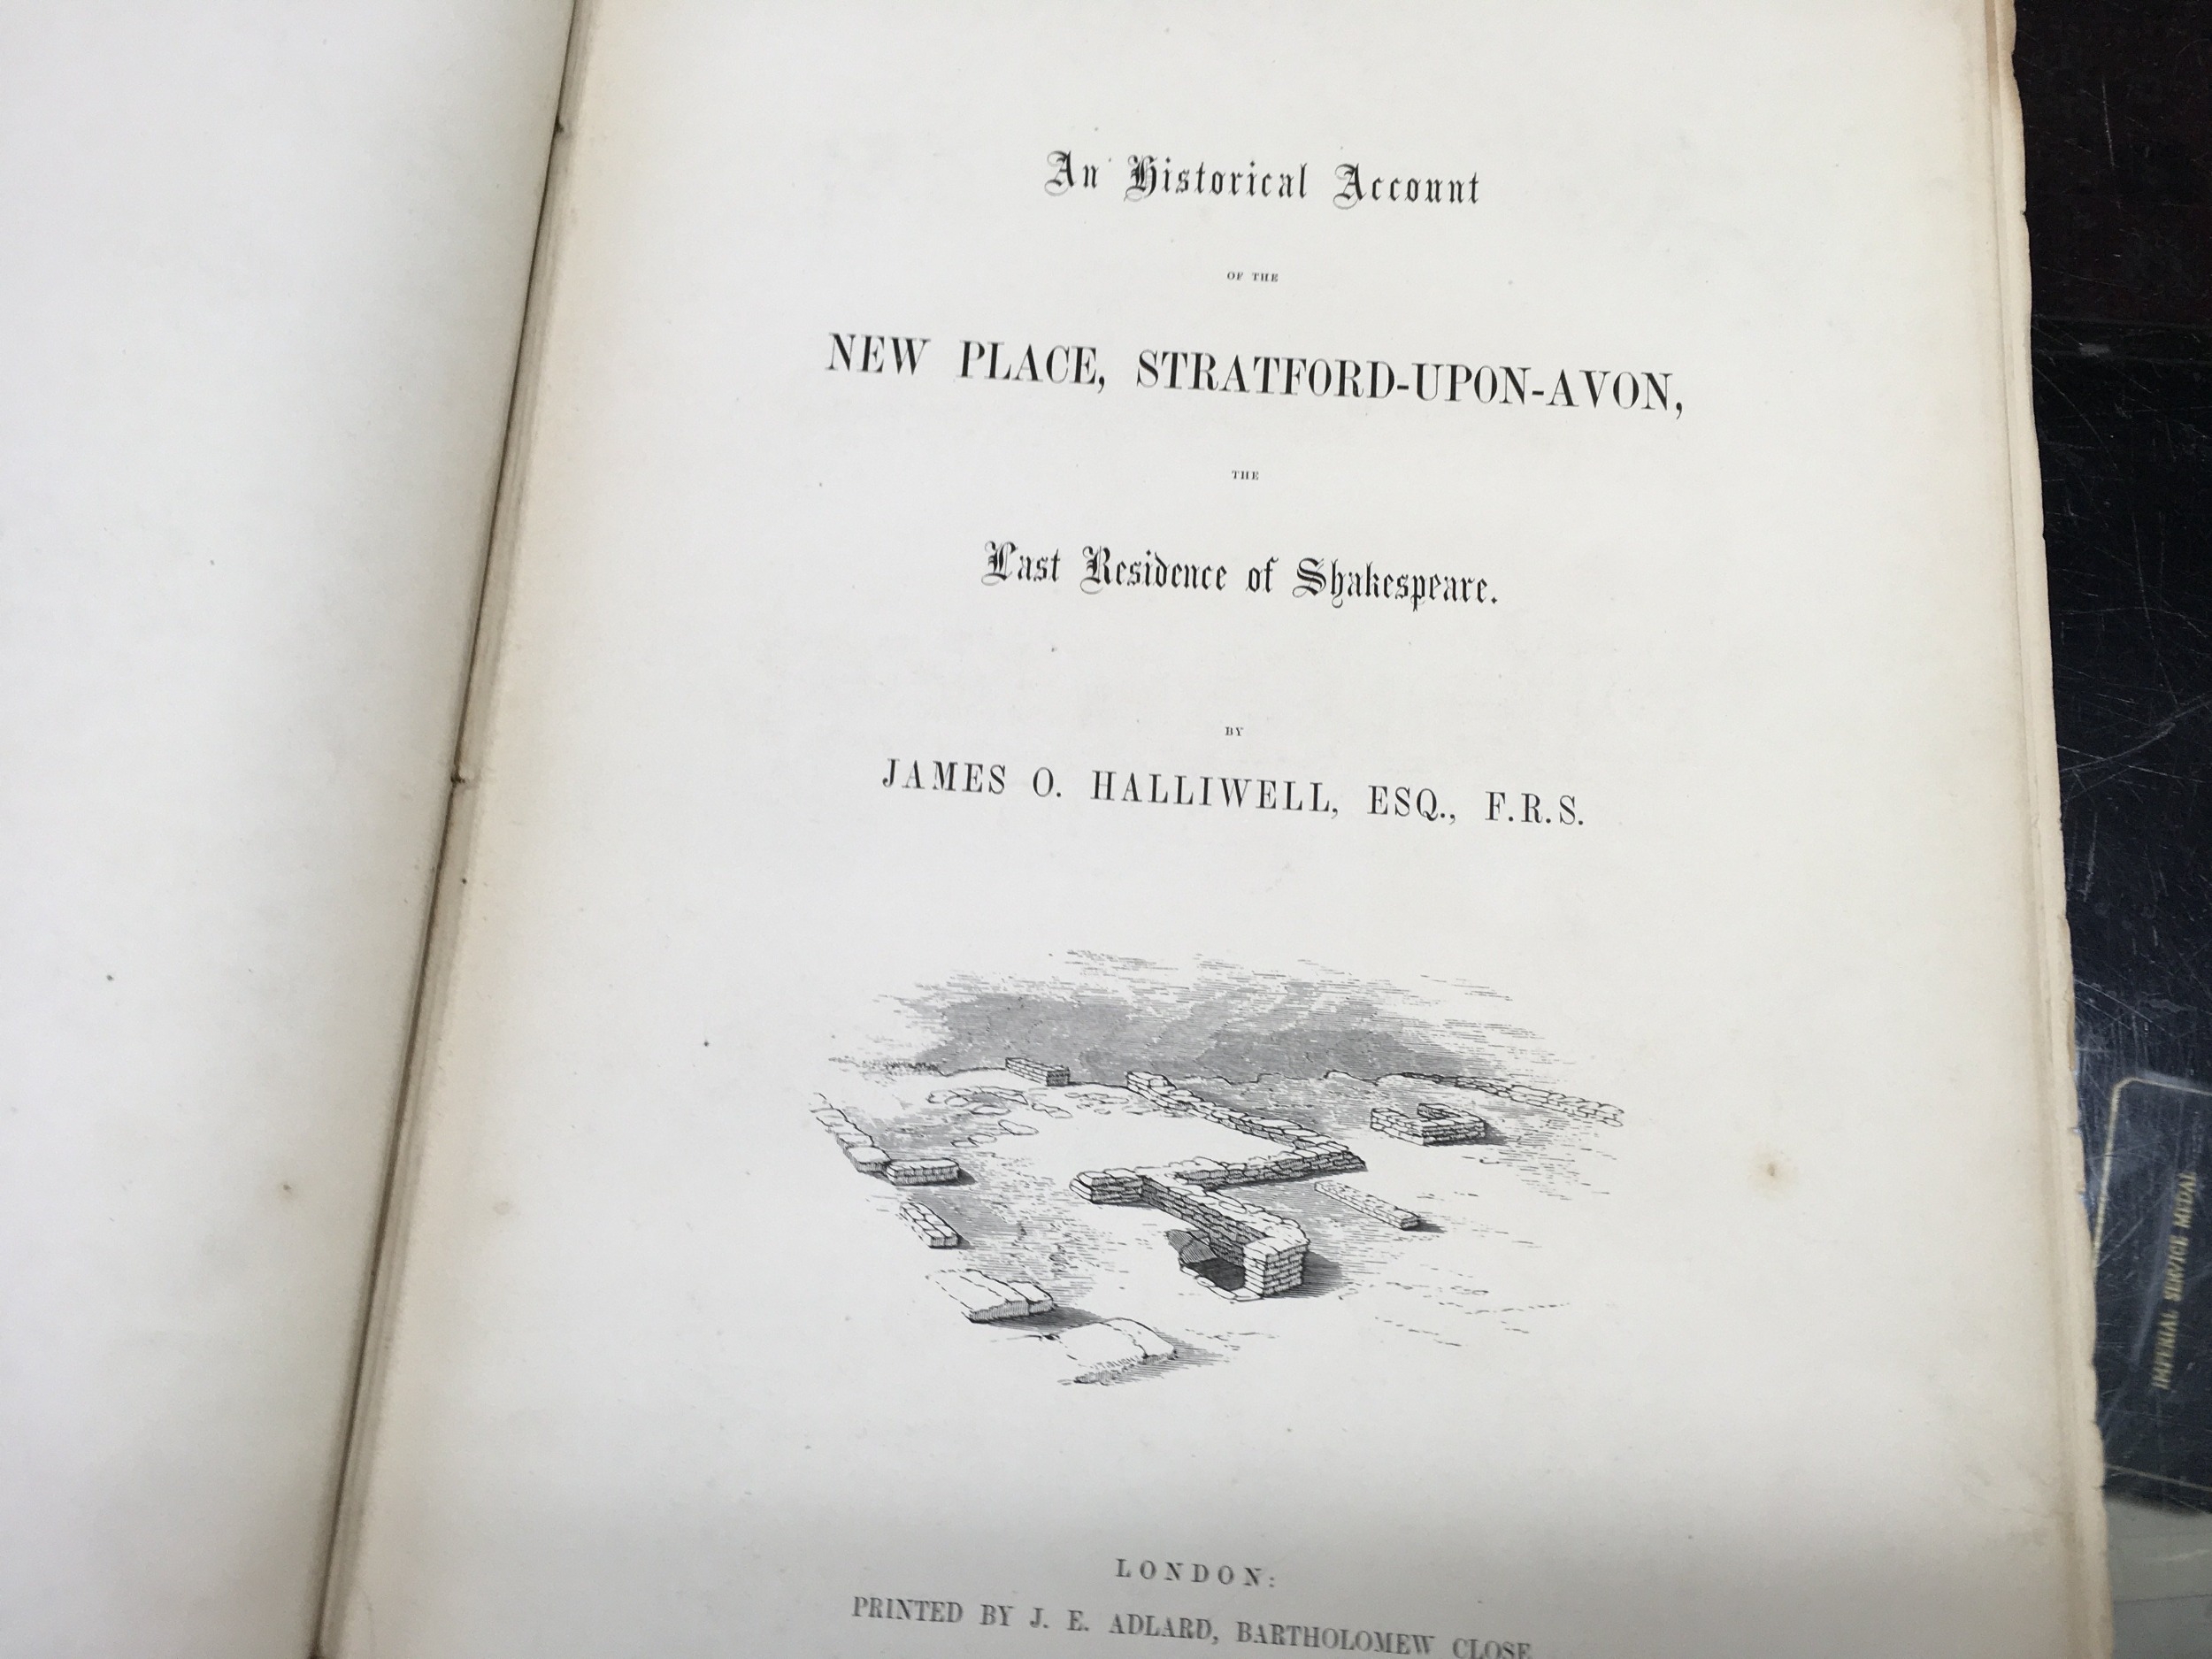 An Historical Account
OF THE
NEW PLACE, STRATFORD-UPON-AVON,
THE
Last Residence of Shakespeare.
BY
JAMES O. HALLIWELL, ESQ., F.R.S.
LONDON:
PRINTED BY J. E. ADLARD, BARTHOLOMEW CLOSE
IMPERIAL SERVICE MEDAL